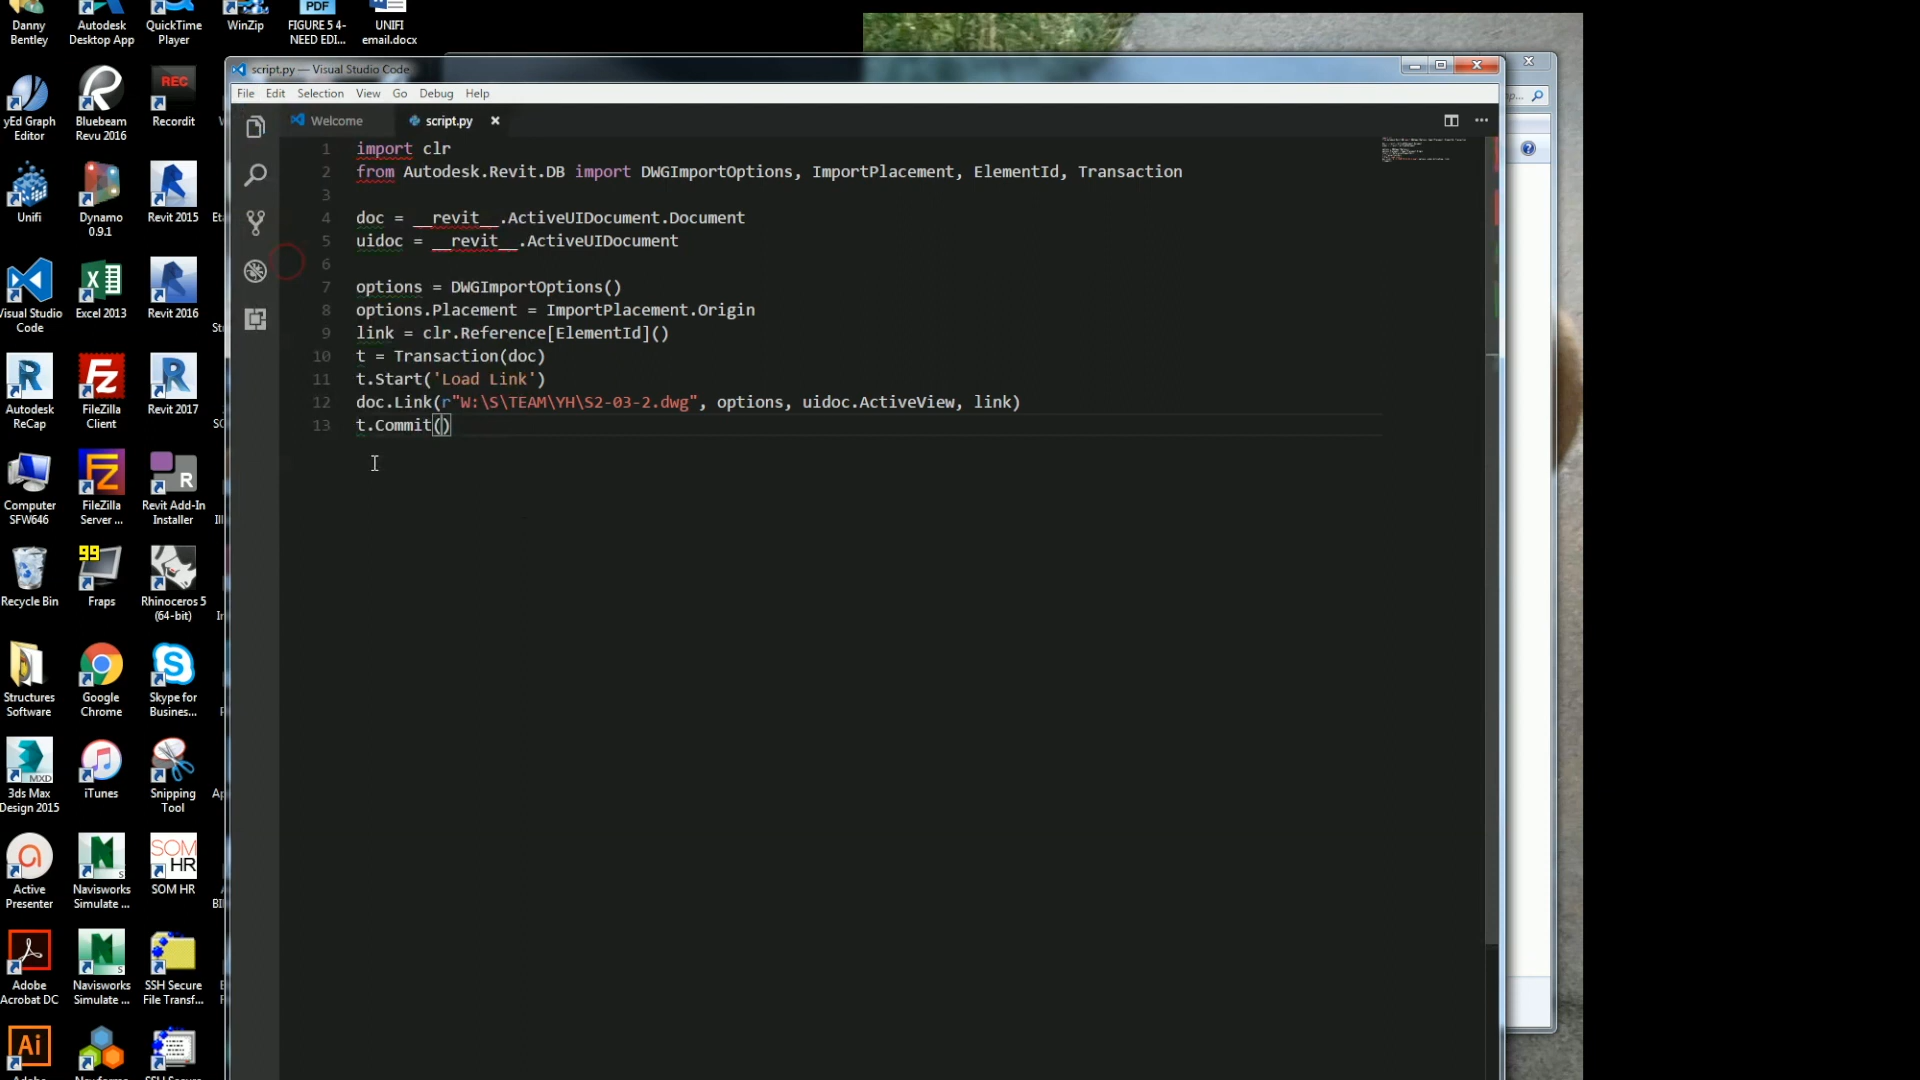 Danny
Bentley
Autodesk
Desktop App
QuickTime
Player
WinZip
PDF
FIGURE 5 4-
NEED EDI...
UNIFI
email.docx
yEd Graph
Editor
Bluebeam
Revu 2016
REC
Recordit
Unifi
Dynamo
0.9.1
Revit 2015
Visual Studio
Code
Excel 2013
Revit 2016
Autodesk
ReCap
FileZilla
Client
Revit 2017
Computer
SFW646
FileZilla
Server ...
Revit Add-In
Installer
Recycle Bin
99
Fraps
Rhinoceros 5
(64-bit)
Structures
Software
Google
Chrome
Skype for
Busines...
MXD
3ds Max
Design 2015
iTunes
Snipping
Tool
Active
Presenter
Navisworks
Simulate ...
SOM
HR
SOM HR
Adobe
Acrobat DC
Navisworks
Simulate ...
SSH Secure
File Transf...
Ai
script.py — Visual Studio Code
File Edit Selection View Go Debug Help
Welcome
script.py
1 import clr
2 from Autodesk.Revit.DB import DWGImportOptions, ImportPlacement, ElementId, Transaction
3
4 doc = __revit__.ActiveUIDocument.Document
5 uidoc = __revit__.ActiveUIDocument
6
7 options = DWGImportOptions()
8 options.Placement = ImportPlacement.Origin
9 link = clr.Reference[ElementId]()
10 t = Transaction(doc)
11 t.Start('Load Link')
12 doc.Link(r"W:\S\TEAM\YH\S2-03-2.dwg", options, uidoc.ActiveView, link)
13 t.Commit()